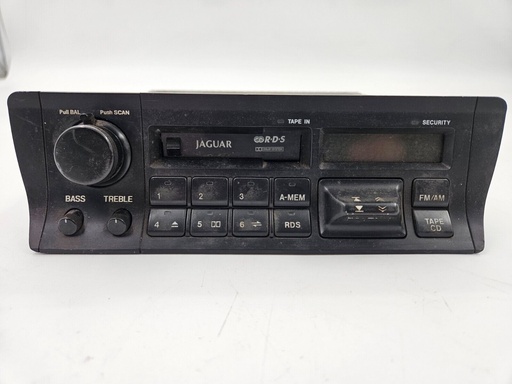 Pull BAL Push SCAN
TAPE IN
SECURITY
JAGUAR
R·D·S
BASS TREBLE
1 2 3 A-MEM
FM/AM
4 5 6 RDS
TAPE
CD